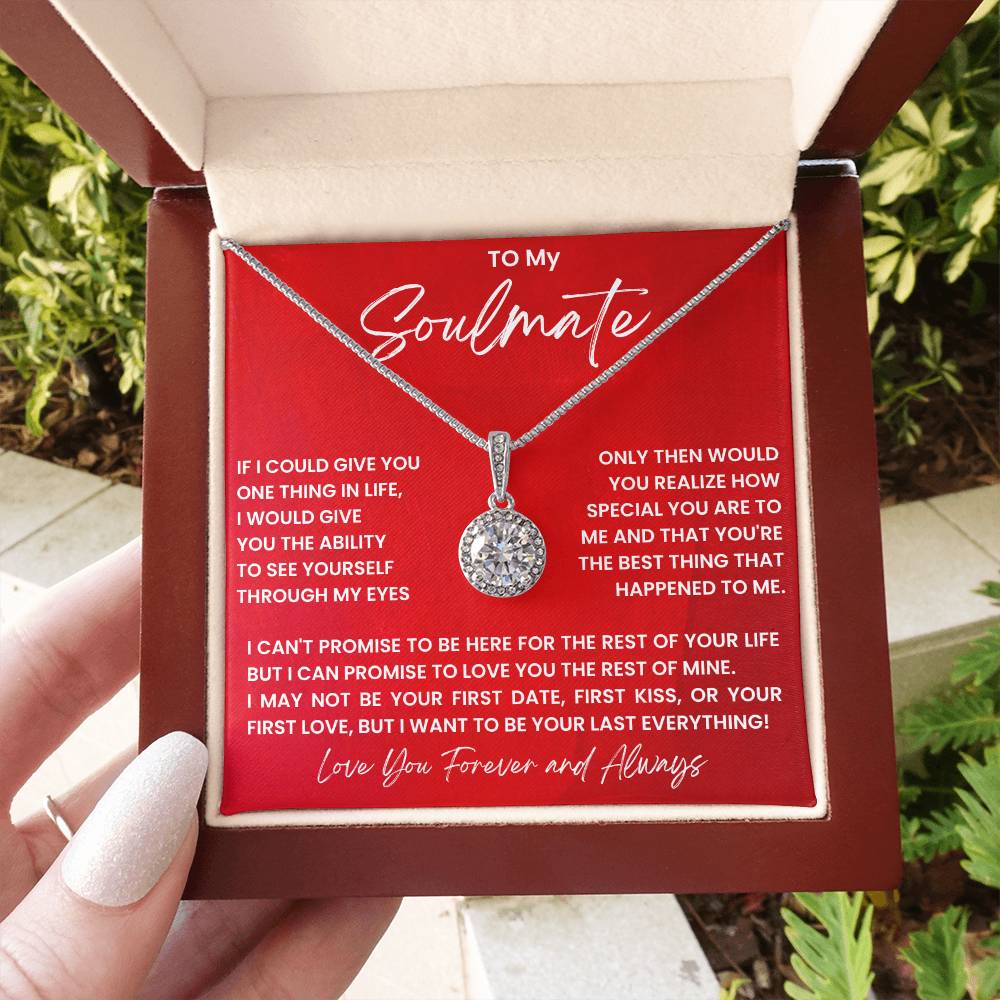 TO My
Soulmate
IF I COULD GIVE YOU
ONE THING IN LIFE,
I WOULD GIVE
YOU THE ABILITY
TO SEE YOURSELF
THROUGH MY EYES
ONLY THEN WOULD
YOU REALIZE HOW
SPECIAL YOU ARE TO
ME AND THAT YOU'RE
THE BEST THING THAT
HAPPENED TO ME.
I CAN'T PROMISE TO BE HERE FOR THE REST OF YOUR LIFE
BUT I CAN PROMISE TO LOVE YOU THE REST OF MINE.
I MAY NOT BE YOUR FIRST DATE, FIRST KISS, OR YOUR
FIRST LOVE, BUT I WANT TO BE YOUR LAST EVERYTHING!
Love You Forever and Always